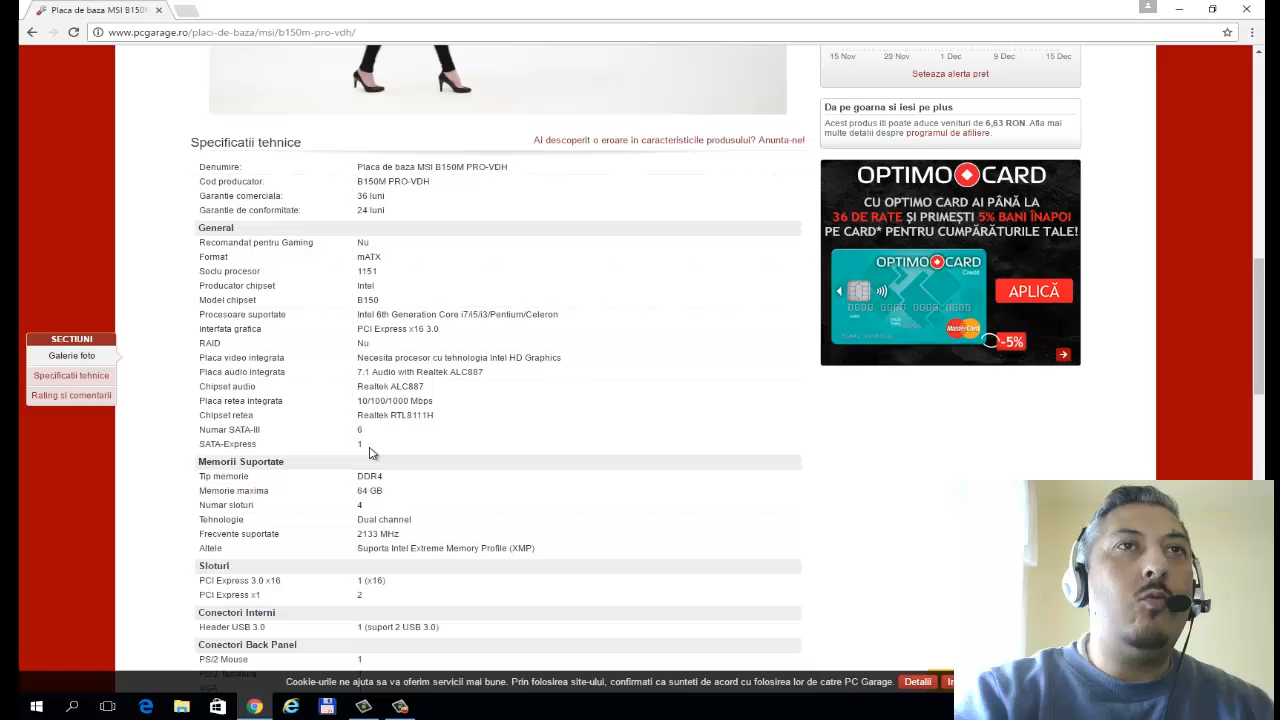 Placa de baza MSI B150
www.pcgarage.ro/placi-de-baza/msi/b150m-pro-vdh/
15 Nov 23 Nov 1 Dec 9 Dec 15 Dec
Seteaza alerta pret
Da pe goarna si iesi pe plus
Acest produs iti poate aduce venituri de 6,63 RON. Afla mai
multe detalii despre programul de afiliere.
Specificatii tehnice
Ai descoperit o eroare in caracteristicile produsului? Anunta-ne!
Denumire: Placa de baza MSI B150M PRO-VDH
Cod producator: B150M PRO-VDH
Garantie comerciala: 36 luni
Garantie de conformitate: 24 luni
General
Recomandat pentru Gaming Nu
Format mATX
Soclu procesor 1151
Producator chipset Intel
Model chipset B150
Procesoare suportate Intel 6th Generation Core i7/i5/i3/Pentium/Celeron
Interfata grafica PCI Express x16 3.0
RAID Nu
Placa video integrata Necesita procesor cu tehnologia Intel HD Graphics
Placa audio integrata 7.1 Audio with Realtek ALC887
Chipset audio Realtek ALC887
Placa retea integrata 10/100/1000 Mbps
Chipset retea Realtek RTL8111H
Numar SATA-III 6
SATA-Express 1
Memorii Suportate
Tip memorie DDR4
Memorie maxima 64 GB
Numar sloturi 4
Tehnologie Dual channel
Frecvente suportate 2133 MHz
Altele Suporta Intel Extreme Memory Profile (XMP)
Sloturi
PCI Express 3.0 x16 1 (x16)
PCI Express x1 2
Conectori Interni
Header USB 3.0 1 (suport 2 USB 3.0)
Conectori Back Panel
PS/2 Mouse 1
PS/2 Tastatura
VGA
SECTIUNI
Galerie foto
Specificatii tehnice
Rating si comentarii
OPTIMO CARD
CU OPTIMO CARD AI PÂNĂ LA
36 DE RATE ȘI PRIMEȘTI 5% BANI ÎNAPOI
PE CARD* PENTRU CUMPĂRĂTURILE TALE!
OPTIMO CARD
Credit
MasterCard
APLICĂ
-5%
Cookie-urile ne ajuta sa va oferim servicii mai bune. Prin folosirea site-ului, confirmati ca sunteti de acord cu folosirea lor de catre PC Garage. Detalii